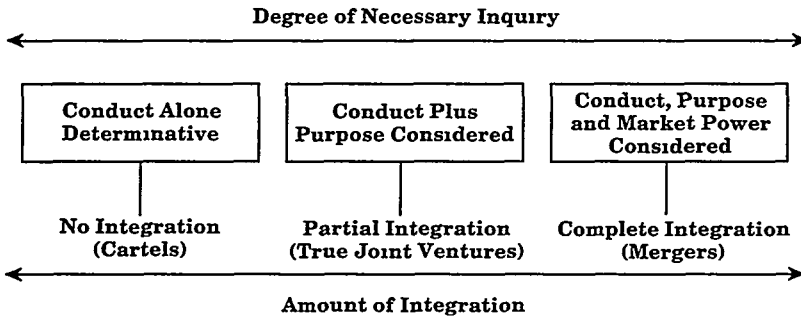 Degree of Necessary Inquiry
Conduct Alone
Determinative
Conduct Plus
Purpose Considered
Conduct, Purpose
and Market Power
Considered
No Integration
(Cartels)
Partial Integration
(True Joint Ventures)
Complete Integration
(Mergers)
Amount of Integration